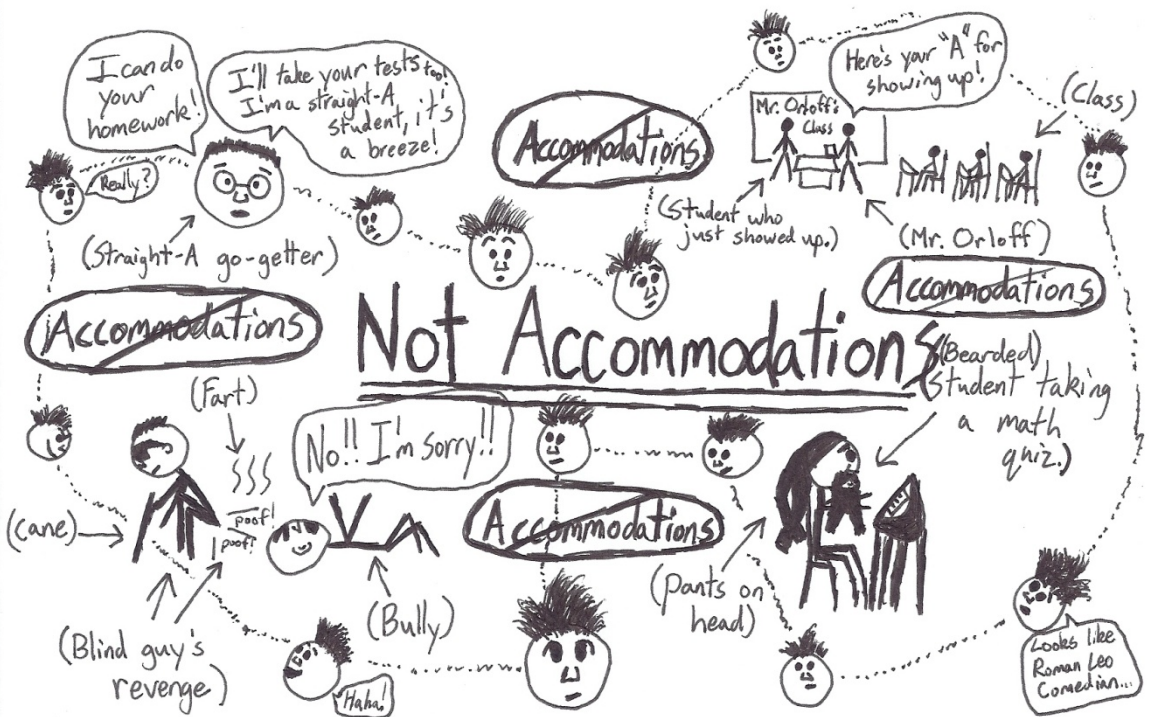 I can do
your
homework!
I'll take your tests too!
I'm a straight-A
student, it's
a breeze!
Really?
(Straight-A go-getter)
Accommodations
Here's your "A" for
showing up!
Mr. Orloff's
Class
(Class)
(Student who
just showed up.)
(Mr. Orloff)
Accommodations
Accommodations
Not Accommodations
(Bearded)
Student taking
a math
quiz.)
(Fart)
No!! I'm sorry!!
(cane)
poof!
poof!
(Bully)
(Blind guy's
revenge)
Haha!
Accommodations
(pants on
head)
Looks like
Roman Leo
Comedian...